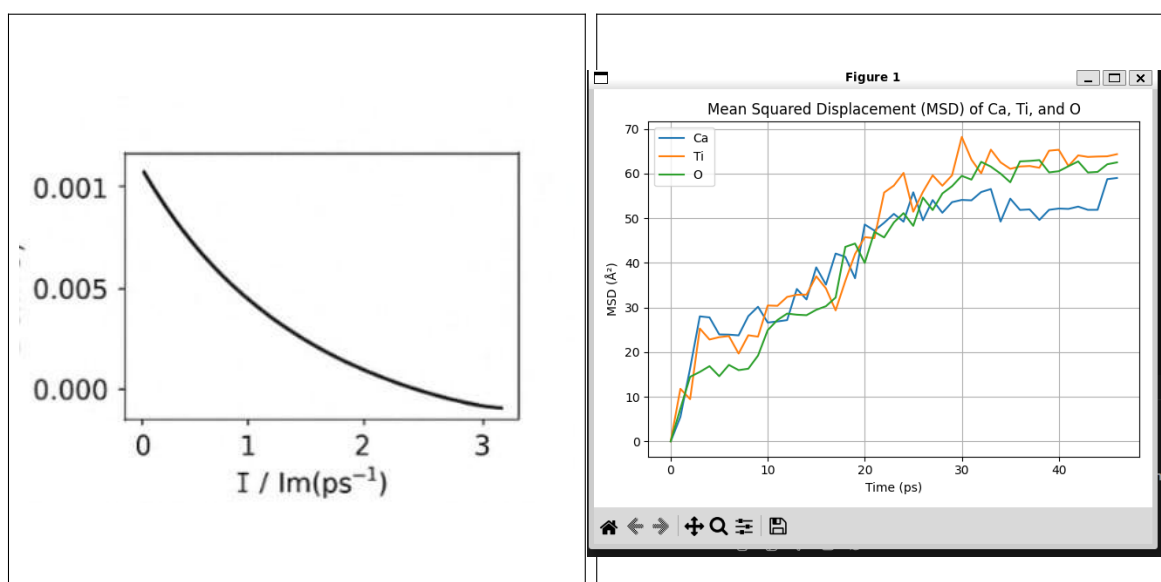 0.001
0.005
0.000
0 1 2 3
I / Im(ps⁻¹)
Figure 1
Mean Squared Displacement (MSD) of Ca, Ti, and O
Ca
Ti
O
MSD (Å²)
70
60
50
40
30
20
10
0
0 10 20 30 40
Time (ps)